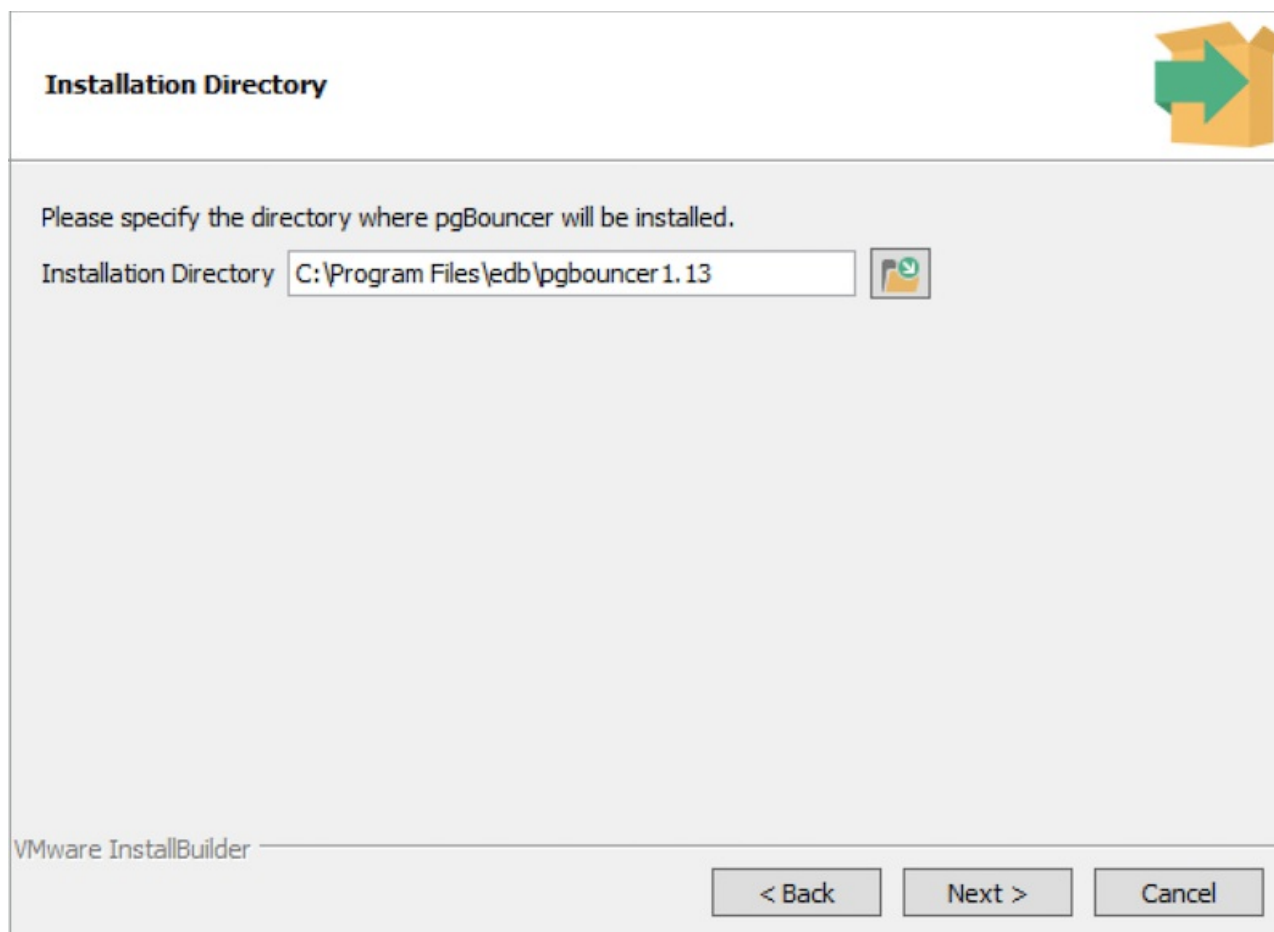 Installation Directory
Please specify the directory where pgBouncer will be installed.
Installation Directory C:\Program Files\edb\pgbouncer1.13
VMware InstallBuilder
< Back Next > Cancel